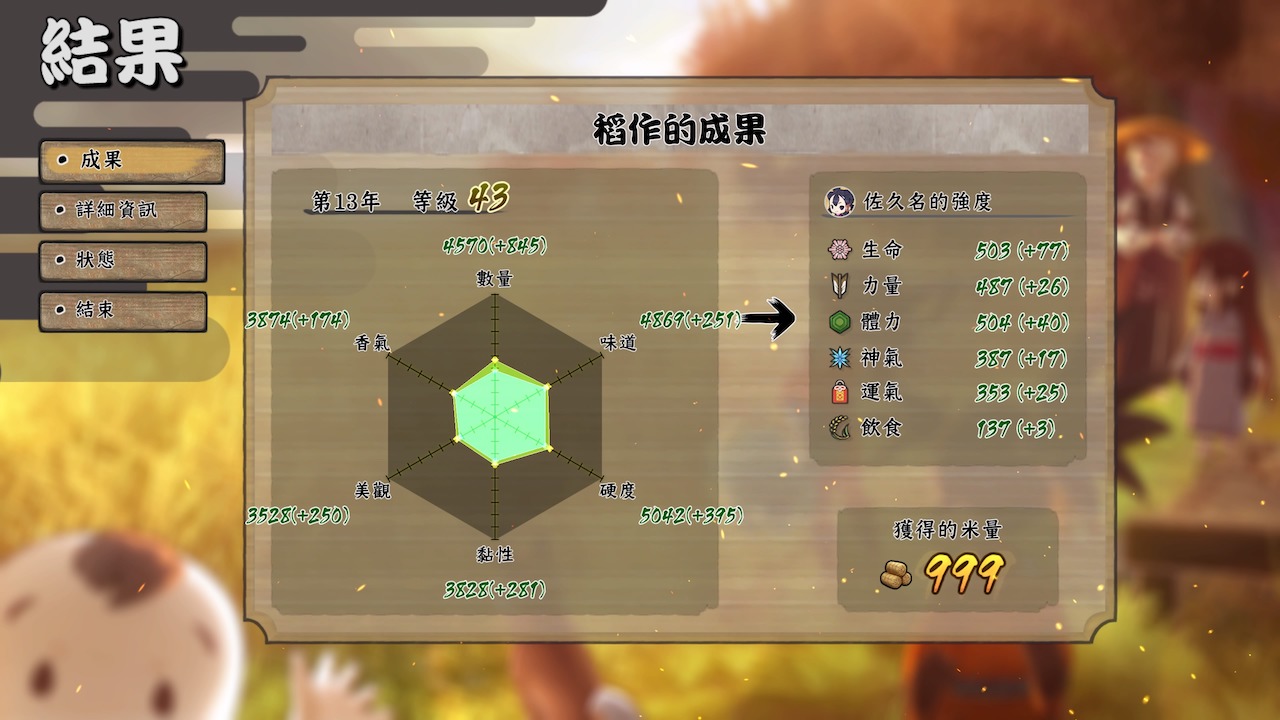 結果
• 成果
• 詳細資訊
• 狀態
• 結束
稻作的成果
第13年 等級 43
4570(+845)
數量
3874(+174)
香氣
4869(+251)
味道
美觀
3528(+250)
硬度
5042(+395)
黏性
3828(+281)
佐久名的強度
生命 503 (+77)
力量 487 (+26)
體力 504 (+40)
神氣 387 (+17)
運氣 353 (+25)
飲食 137 (+3)
獲得的米量
999